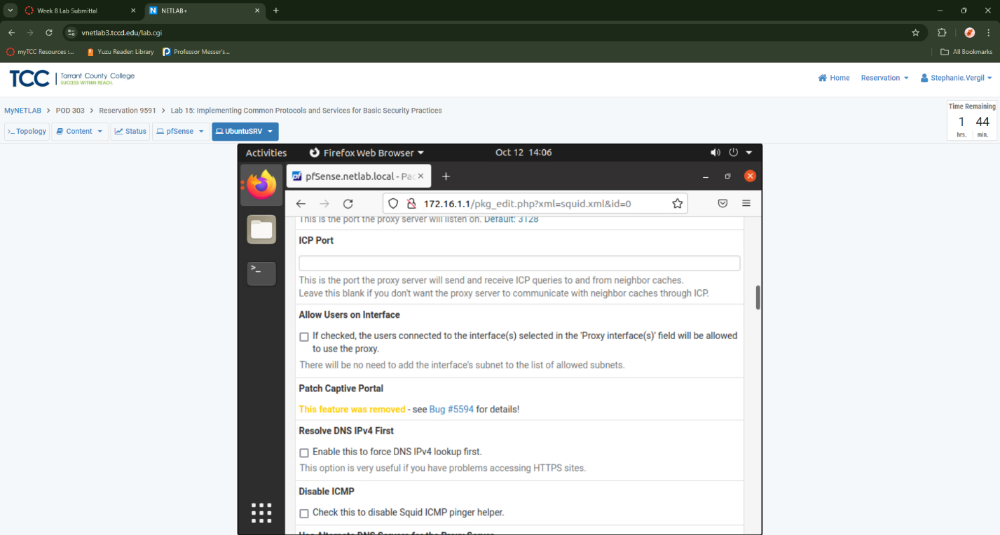 Week 8 Lab Submittal
NETLAB+
vnetlab3.tccd.edu/lab.cgi
myTCC Resources :...
Yuzu Reader: Library
Professor Messer's...
All Bookmarks
TCC
Tarrant County College
SUCCESS WITHIN REACH.
Home
Reservation
Stephanie.Vergil
MyNETLAB > POD 303 > Reservation 9591 > Lab 15: Implementing Common Protocols and Services for Basic Security Practices
Time Remaining
1 44
hrs. min.
>_ Topology
Content
Status
pfSense
UbuntuSRV
Activities
Firefox Web Browser
Oct 12 14:06
pfSense.netlab.local - Pac
172.16.1.1/pkg_edit.php?xml=squid.xml&id=0
This is the port the proxy server will listen on. Default: 3128
ICP Port
This is the port the proxy server will send and receive ICP queries to and from neighbor caches.
Leave this blank if you don't want the proxy server to communicate with neighbor caches through ICP.
Allow Users on Interface
If checked, the users connected to the interface(s) selected in the 'Proxy interface(s)' field will be allowed
to use the proxy.
There will be no need to add the interface's subnet to the list of allowed subnets.
Patch Captive Portal
This feature was removed - see Bug #5594 for details!
Resolve DNS IPv4 First
Enable this to force DNS IPv4 lookup first.
This option is very useful if you have problems accessing HTTPS sites.
Disable ICMP
Check this to disable Squid ICMP pinger helper.
Use Alternate DNS Servers for the Proxy Server